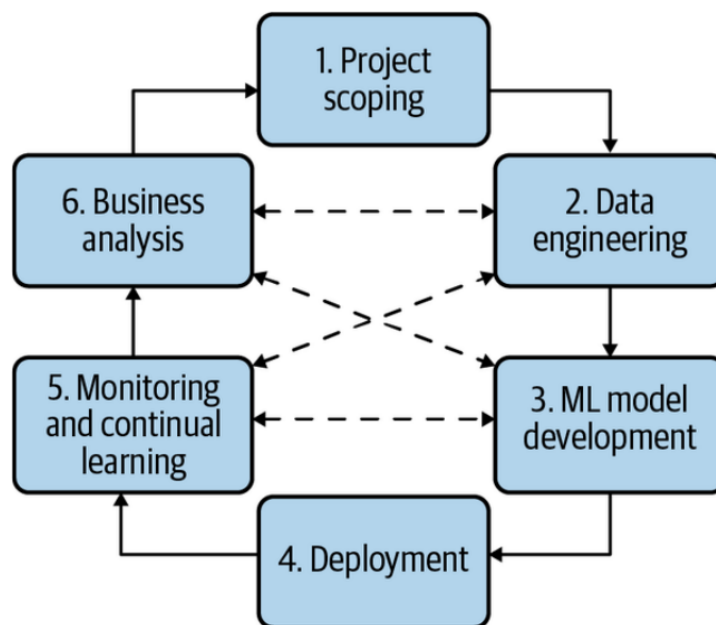 1. Project
scoping
2. Data
engineering
3. ML model
development
4. Deployment
5. Monitoring
and continual
learning
6. Business
analysis